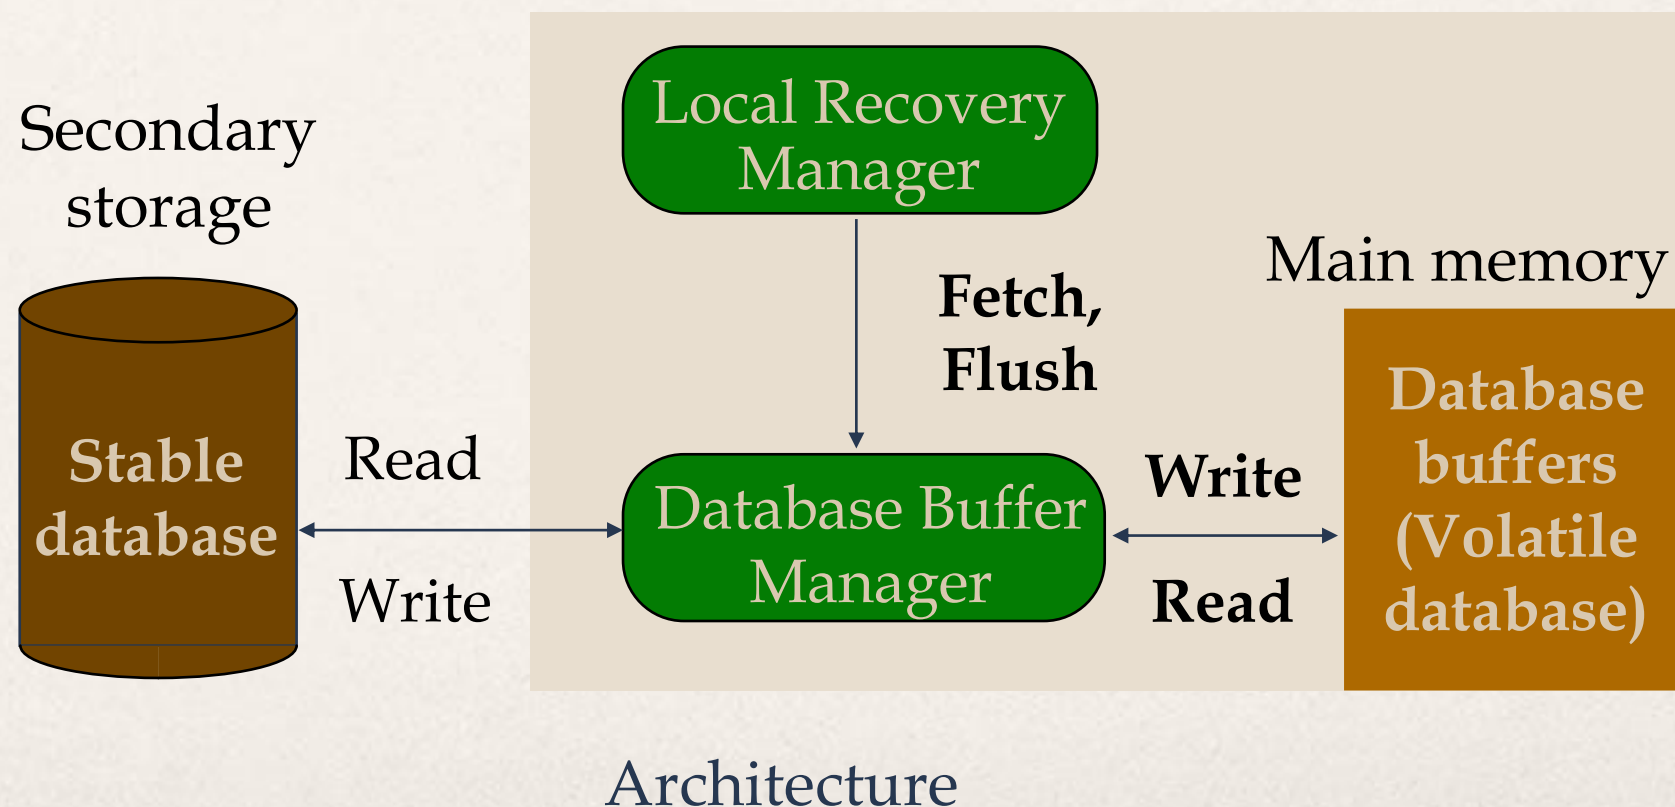 Local Recovery
Manager
Secondary
storage
Main memory
Fetch,
Flush
Stable
database
Read
Write
Database Buffer
Manager
Write
Read
Database
buffers
(Volatile
database)
Architecture